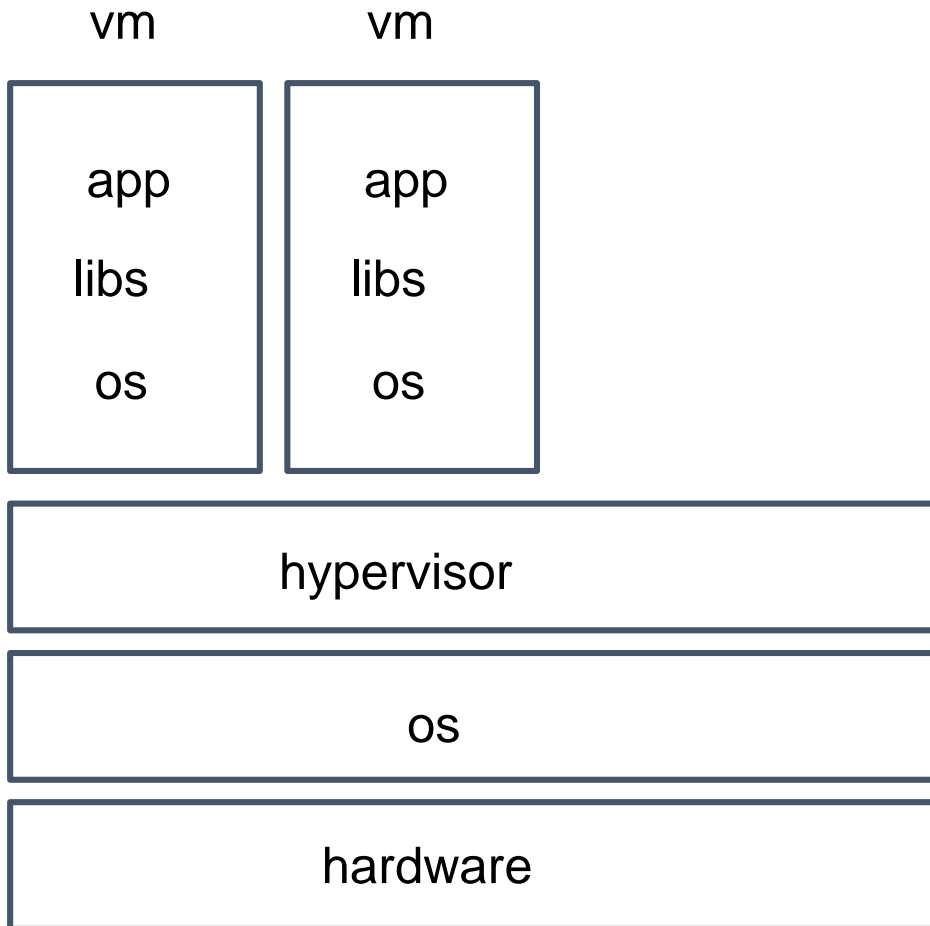 vm vm
app app
libs libs
os os
hypervisor
os
hardware